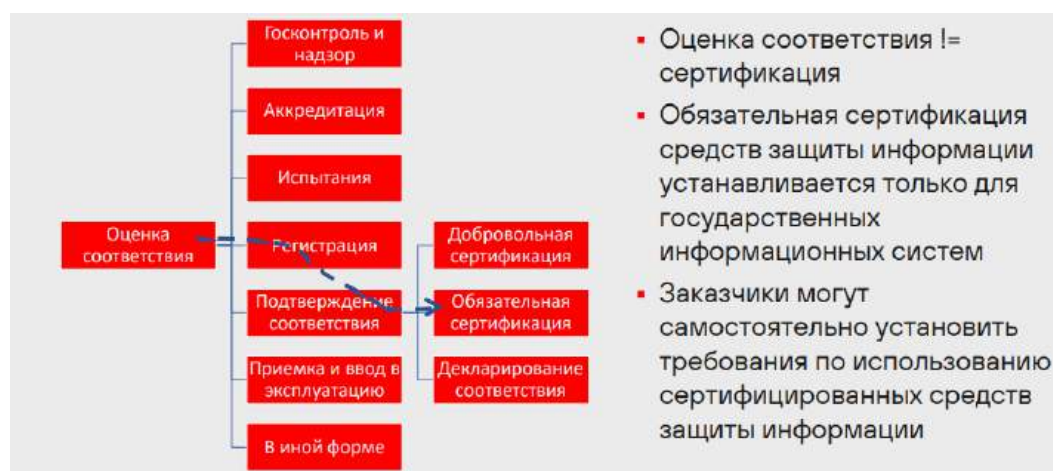 Госконтроль и
надзор
Аккредитация
Испытания
Оценка
соответствия
Регистрация
Подтверждение
соответствия
Приемка и ввод в
эксплуатацию
В иной форме
Добровольная
сертификация
Обязательная
сертификация
Декларирование
соответствия
▪ Оценка соответствия !=
сертификация
▪ Обязательная сертификация
средств защиты информации
устанавливается только для
государственных
информационных систем
▪ Заказчики могут
самостоятельно установить
требования по использованию
сертифицированных средств
защиты информации